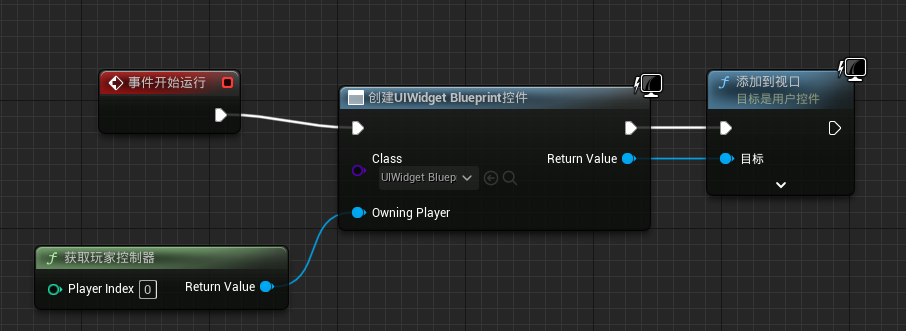 事件开始运行
创建UIWidget Blueprint控件
Class
UIWidget Bluep
Return Value
Owning Player
添加到视口
目标是用户控件
目标
获取玩家控制器
Player Index 0
Return Value